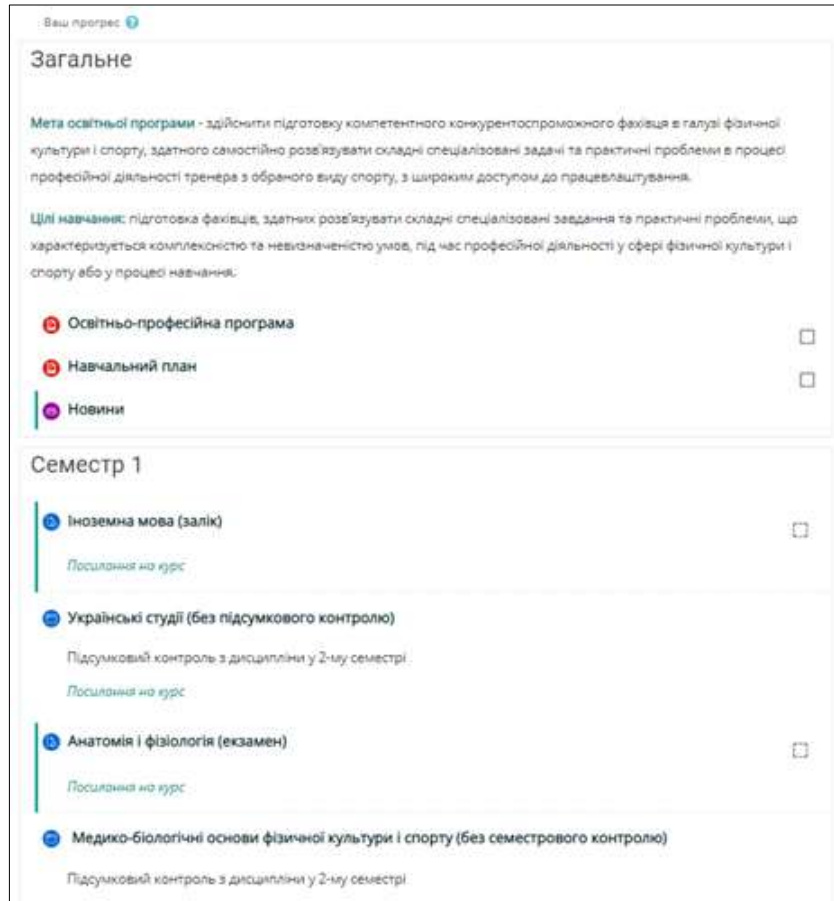 Ваш прогрес
Загальне
Мета освітньої програми - здійснити підготовку компетентного конкурентоспроможного фахівця в галузі фізичної
культури і спорту, здатного самостійно розв'язувати складні спеціалізовані задачі та практичні проблеми в процесі
професійної діяльності тренера з обраного виду спорту, з широким доступом до працевлаштування.
Цілі навчання: підготовка фахівців, здатних розв'язувати складні спеціалізовані завдання та практичні проблеми, що
характеризується комплексністю та невизначеністю умов, під час професійної діяльності у сфері фізичної культури і
спорту або у процесі навчання.
Освітньо-професійна програма
Навчальний план
Новини
Семестр 1
Іноземна мова (залік)
Посилання на курс
Українські студії (без підсумкового контролю)
Підсумковий контроль з дисципліни у 2-му семестрі
Посилання на курс
Анатомія і фізіологія (екзамен)
Посилання на курс
Медико-біологічні основи фізичної культури і спорту (без семестрового контролю)
Підсумковий контроль з дисципліни у 2-му семестрі